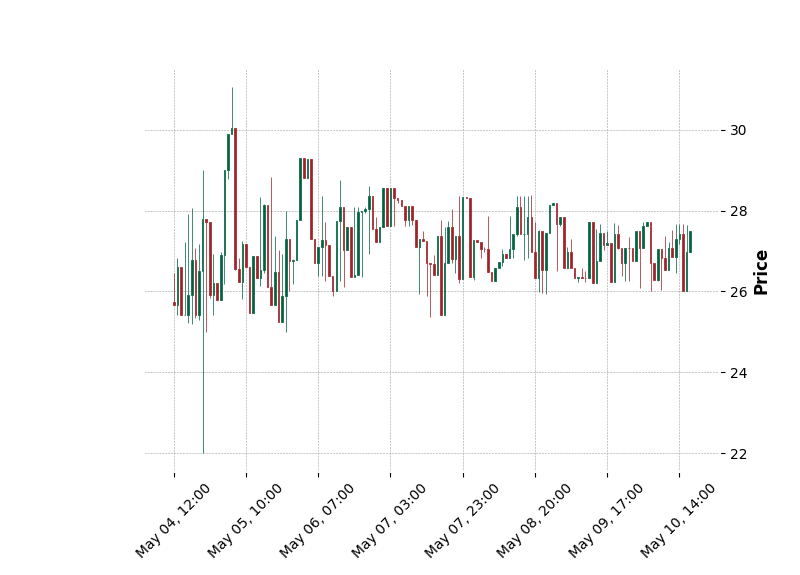 30
28
26
24
22
Price
May 04, 12:00
May 05, 10:00
May 06, 07:00
May 07, 03:00
May 07, 23:00
May 08, 20:00
May 09, 17:00
May 10, 14:00